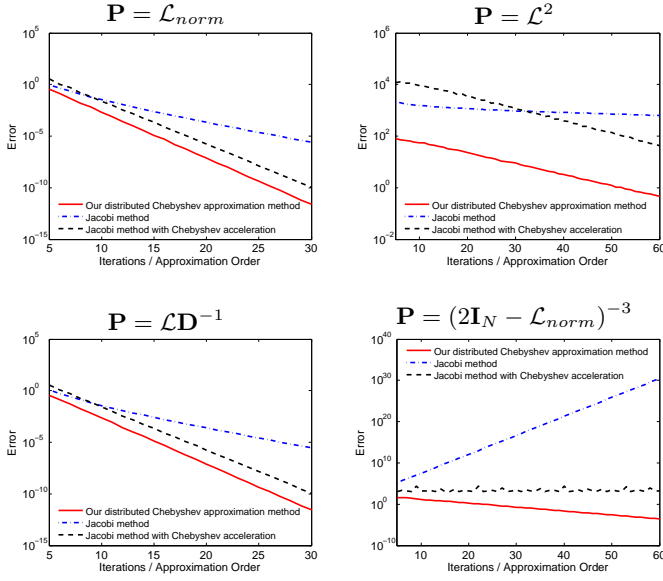 P = ℒnorm
10^5
10^0
10^−5
10^−10
10^−15
Error
Our distributed Chebyshev approximation method
Jacobi method
Jacobi method with Chebyshev acceleration
5 10 15 20 25 30
Iterations / Approximation Order
P = ℒ²
10^6
10^4
10^2
10^0
10^−2
Error
Our distributed Chebyshev approximation method
Jacobi method
Jacobi method with Chebyshev acceleration
10 20 30 40 50 60
Iterations / Approximation Order
P = ℒD⁻¹
10^5
10^0
10^−5
10^−10
10^−15
Error
Our distributed Chebyshev approximation method
Jacobi method
Jacobi method with Chebyshev acceleration
5 10 15 20 25 30
Iterations / Approximation Order
P = (2I_N − ℒnorm)⁻³
Our distributed Chebyshev approximation method
Jacobi method
Jacobi method with Chebyshev acceleration
10^40
10^30
10^20
10^10
10^0
10^−10
Error
10 20 30 40 50 60
Iterations / Approximation Order